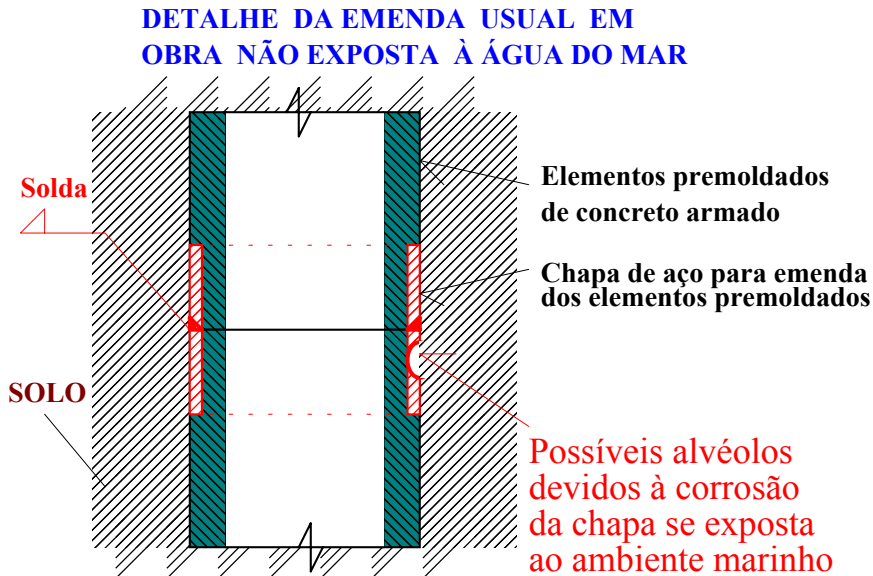 DETALHE DA EMENDA USUAL EM
OBRA NÃO EXPOSTA À ÁGUA DO MAR
Solda
Elementos premoldados
de concreto armado
Chapa de aço para emenda
dos elementos premoldados
SOLO
Possíveis alvéolos
devidos à corrosão
da chapa se exposta
ao ambiente marinho